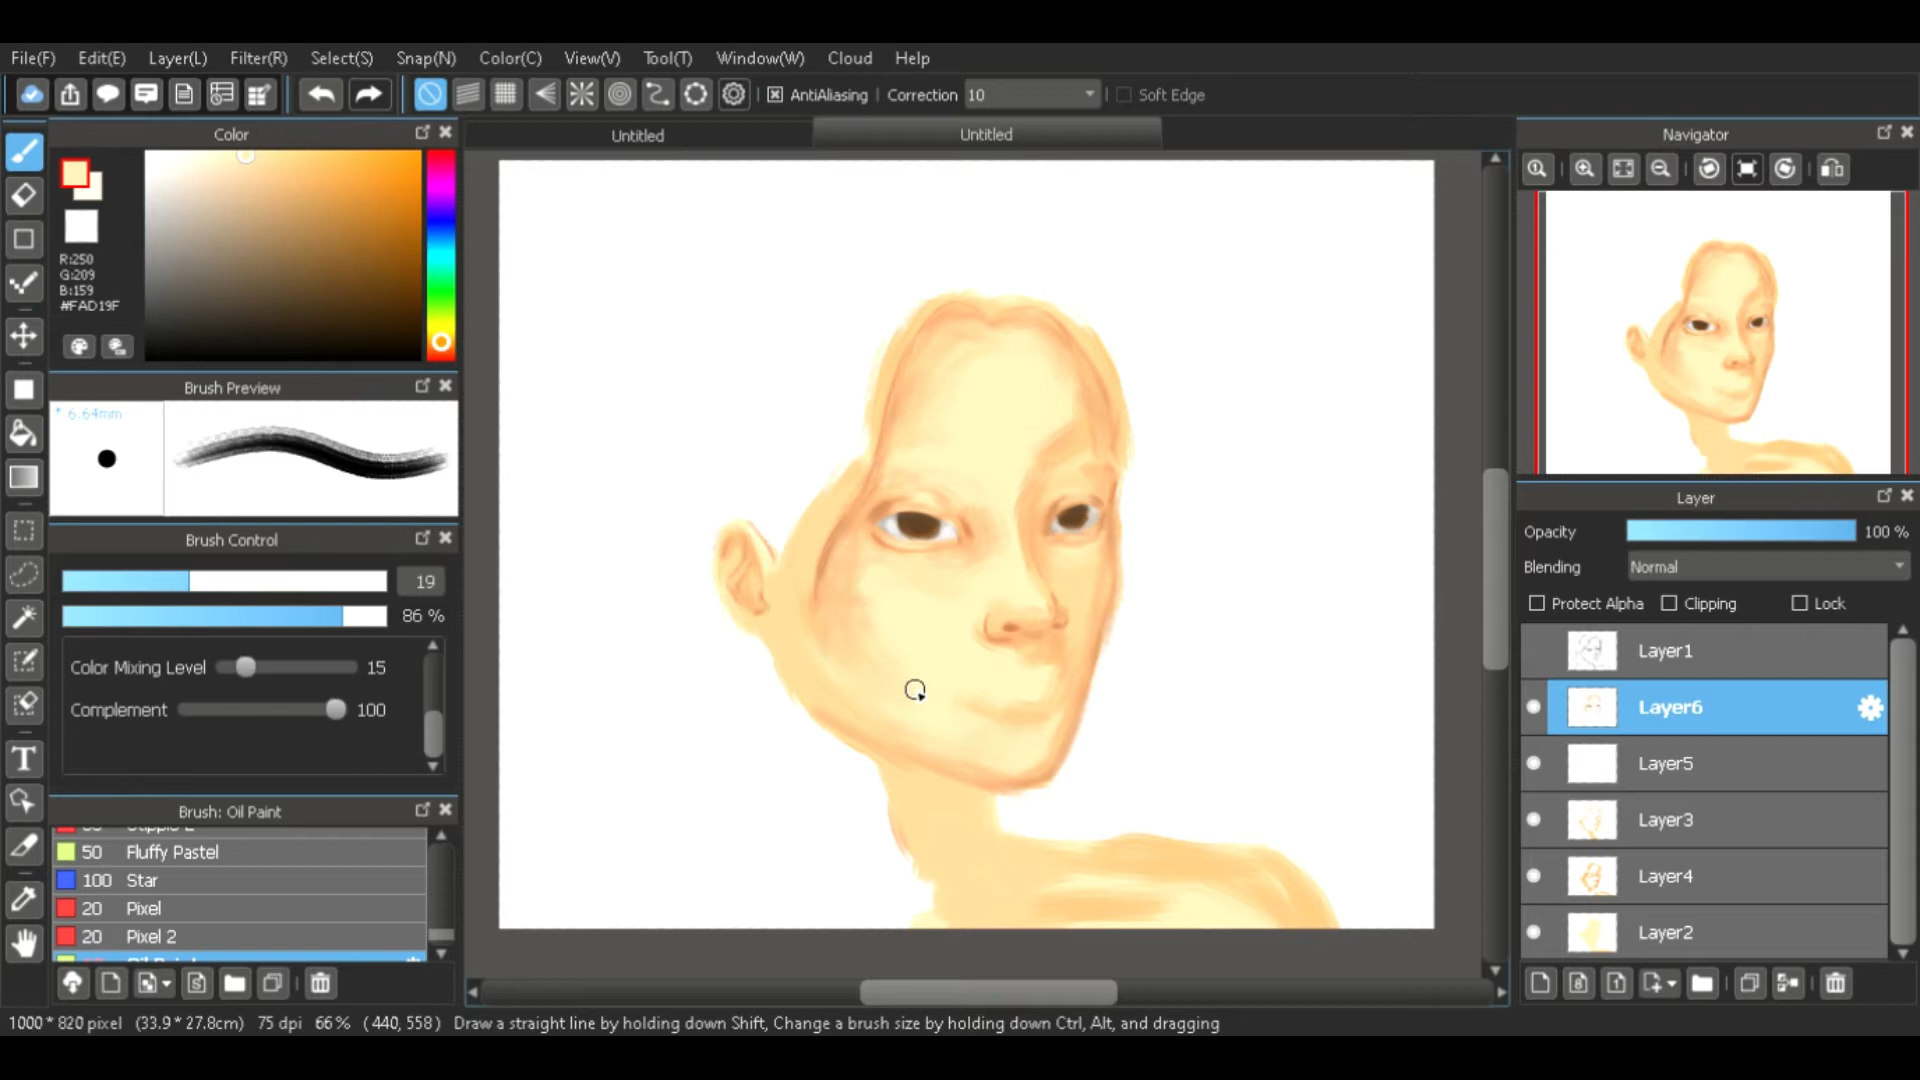 File(F) Edit(E) Layer(L) Filter(R) Select(S) Snap(N) Color(C) View(V) Tool(T) Window(W) Cloud Help
AntiAliasing Correction 10 Soft Edge
Color
R:250
G:209
B:159
#FAD19F
Brush Preview
* 6.64mm
Brush Control
19
86 %
Color Mixing Level 15
Complement 100
Brush: Oil Paint
50 Fluffy Pastel
100 Star
20 Pixel
20 Pixel 2
Untitled Untitled
Navigator
Layer
Opacity 100 %
Blending Normal
Protect Alpha Clipping Lock
Layer1
Layer6
Layer5
Layer3
Layer4
Layer2
1000 * 820 pixel (33.9 * 27.8cm) 75 dpi 66 % ( 440, 558 ) Draw a straight line by holding down Shift, Change a brush size by holding down Ctrl, Alt, and dragging